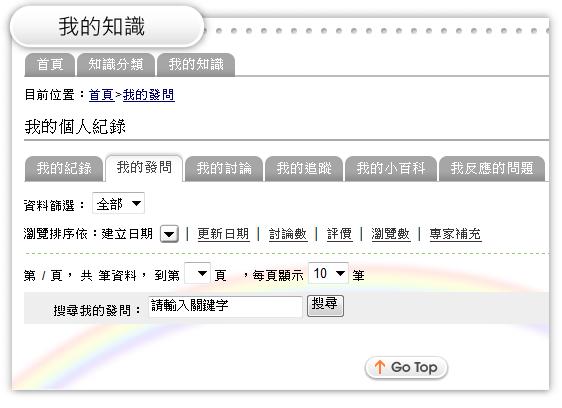 我的知識
首頁 知識分類 我的知識
目前位置：首頁>我的發問
我的個人紀錄
我的紀錄 我的發問 我的討論 我的追蹤 我的小百科 我反應的問題
資料篩選： 全部
瀏覽排序依：建立日期 | 更新日期 | 討論數 | 評價 | 瀏覽數 | 專家補充
第 / 頁， 共 筆資料， 到第 頁 ，每頁顯示 10 筆
搜尋我的發問： 請輸入關鍵字 搜尋
Go Top